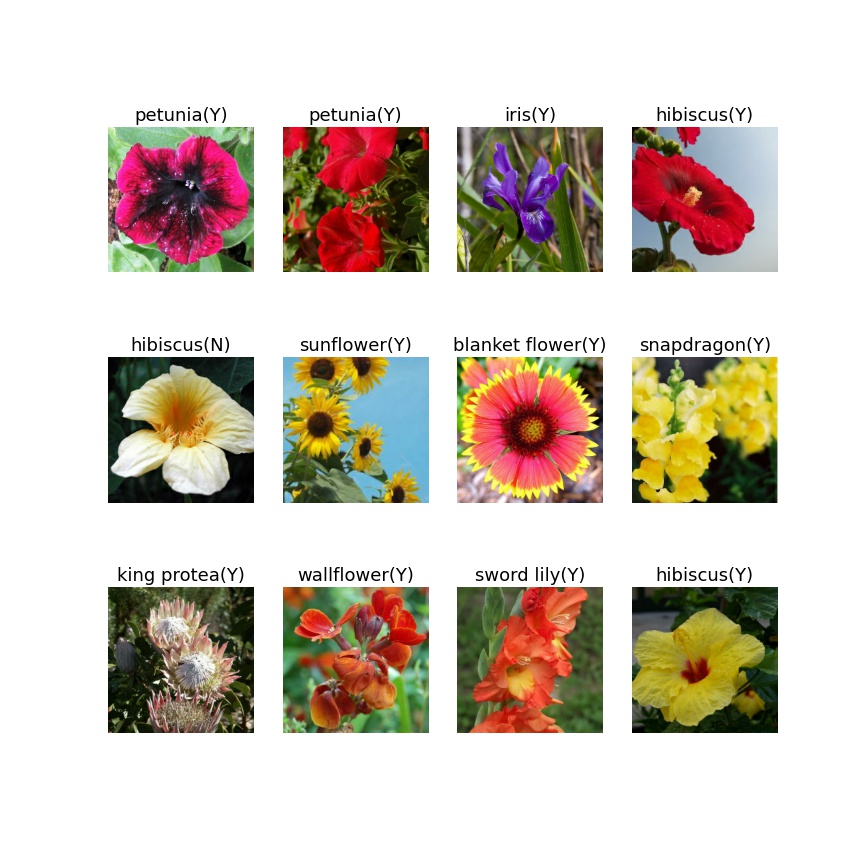 petunia(Y)
petunia(Y)
iris(Y)
hibiscus(Y)
hibiscus(N)
sunflower(Y)
blanket flower(Y)
snapdragon(Y)
king protea(Y)
wallflower(Y)
sword lily(Y)
hibiscus(Y)